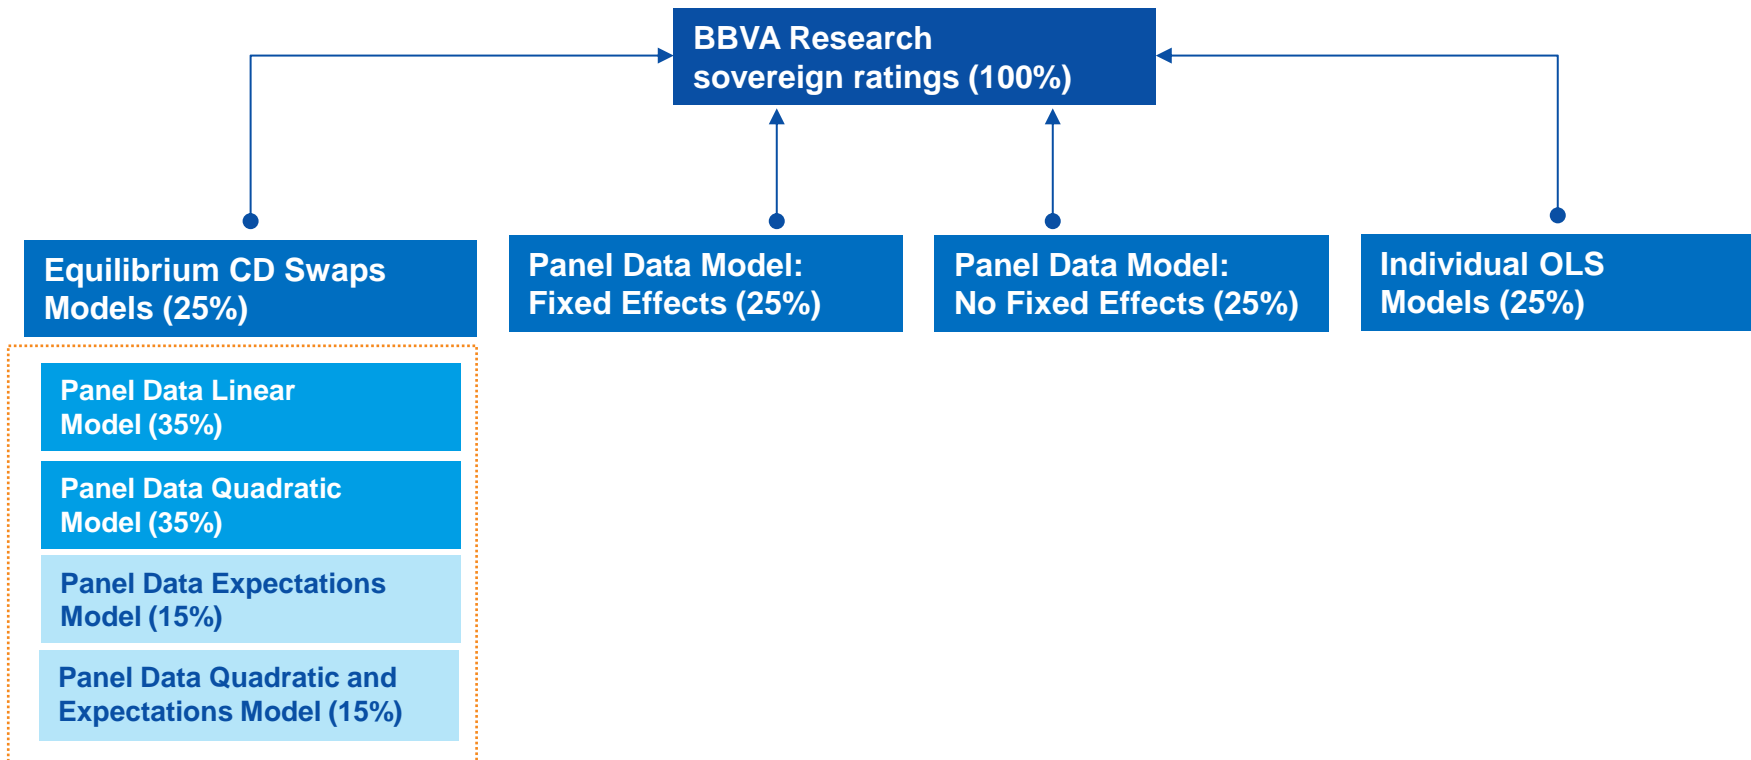 BBVA Research
sovereign ratings (100%)
Equilibrium CD Swaps
Models (25%)
Panel Data Model:
Fixed Effects (25%)
Panel Data Model:
No Fixed Effects (25%)
Individual OLS
Models (25%)
Panel Data Linear
Model (35%)
Panel Data Quadratic
Model (35%)
Panel Data Expectations
Model (15%)
Panel Data Quadratic and
Expectations Model (15%)